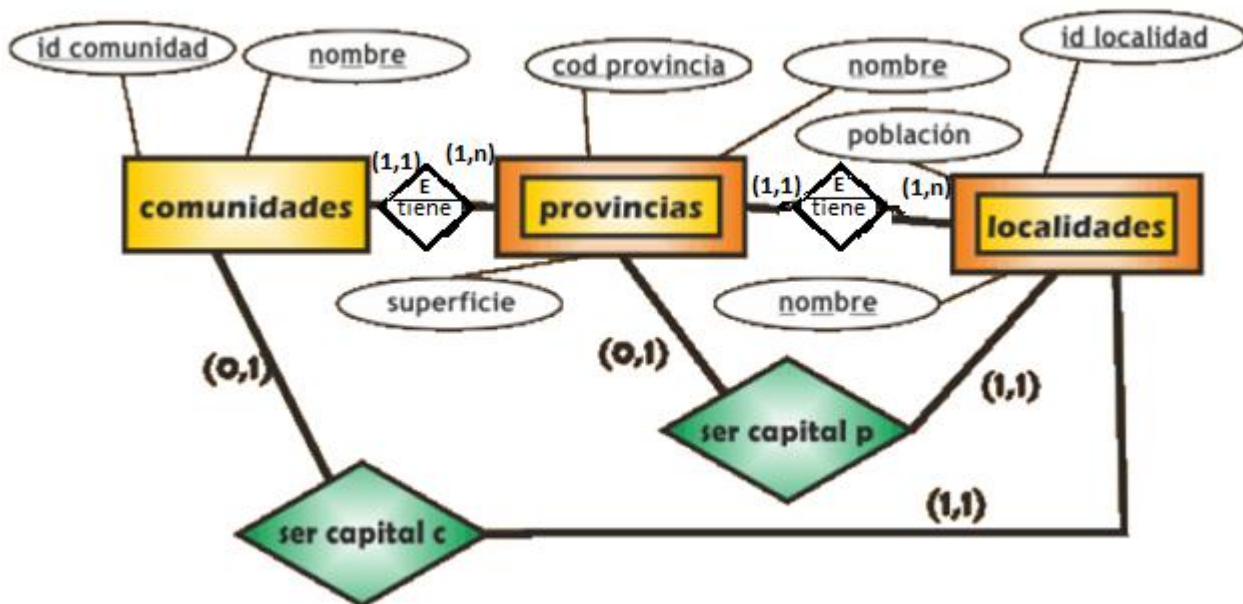 id comunidad
nombre
cod provincia
nombre
id localidad
población
(1,1)
(1,n)
(1,1)
(1,n)
E
tiene
E
tiene
comunidades
provincias
localidades
superficie
nombre
(0,1)
(0,1)
(1,1)
ser capital p
(1,1)
ser capital c